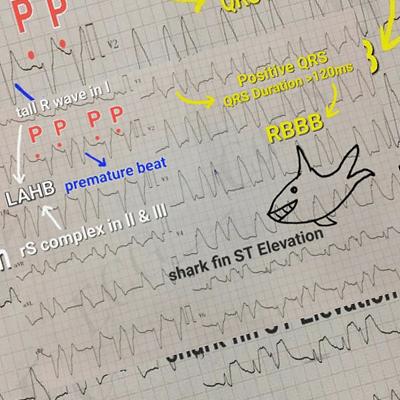 P P
V2
QRS
tall R wave in I
Positive QRS
QRS Duration >120ms
P P P P
RBBB
premature beat
LAHB
rS complex in II & III
shark fin ST Elevation
shark fin ST Elevation